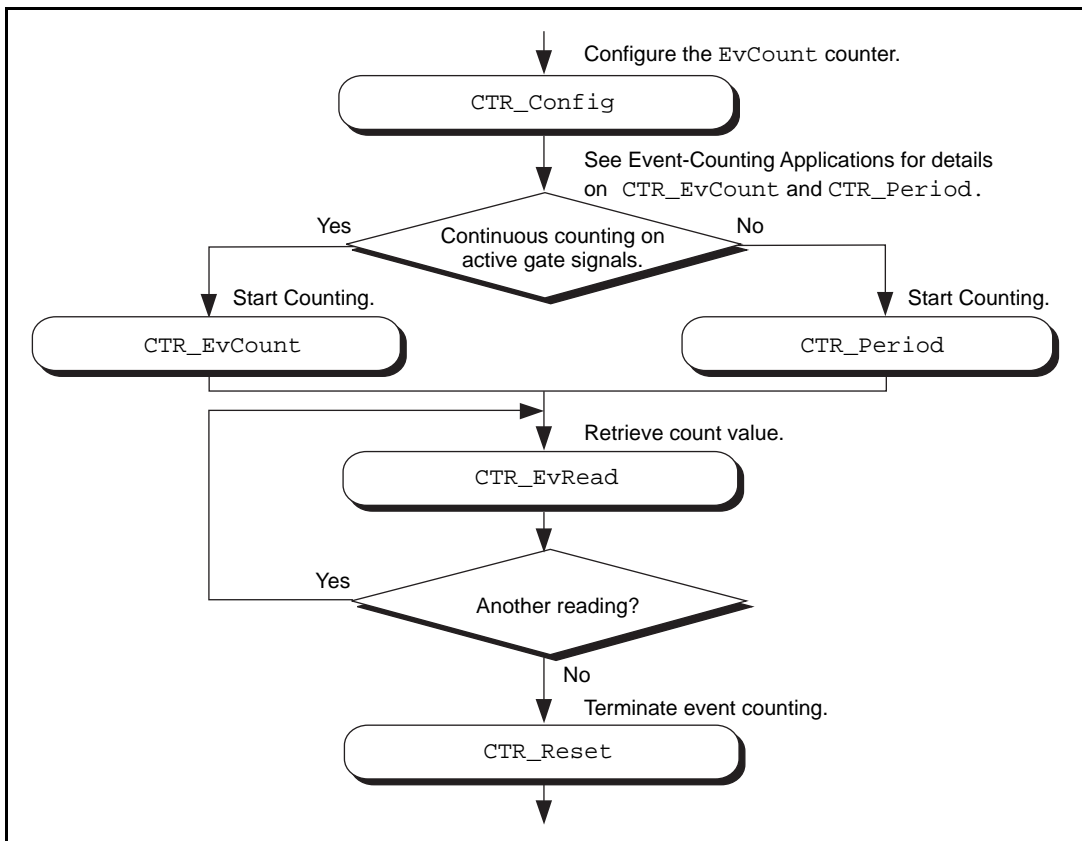 Configure the EvCount counter.
CTR_Config
See Event-Counting Applications for details
on CTR_EvCount and CTR_Period.
Yes
No
Continuous counting on
active gate signals.
Start Counting.
Start Counting.
CTR_EvCount
CTR_Period
Retrieve count value.
CTR_EvRead
Yes
Another reading?
No
Terminate event counting.
CTR_Reset